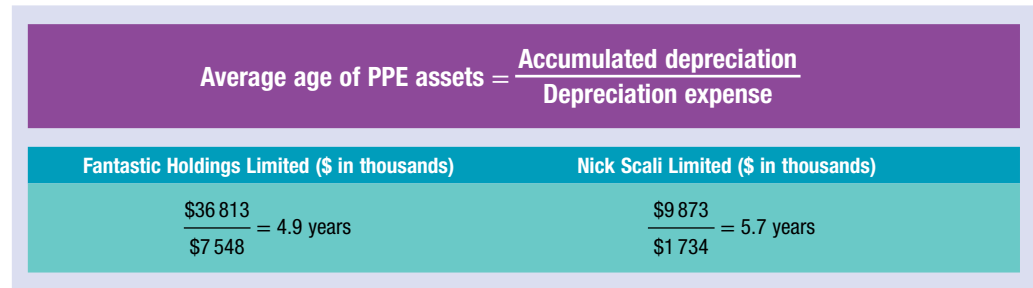 Average age of PPE assets = Accumulated depreciation
Depreciation expense
Fantastic Holdings Limited ($ in thousands) Nick Scali Limited ($ in thousands)
$36 813
$7 548 = 4.9 years
$9 873
$1 734 = 5.7 years